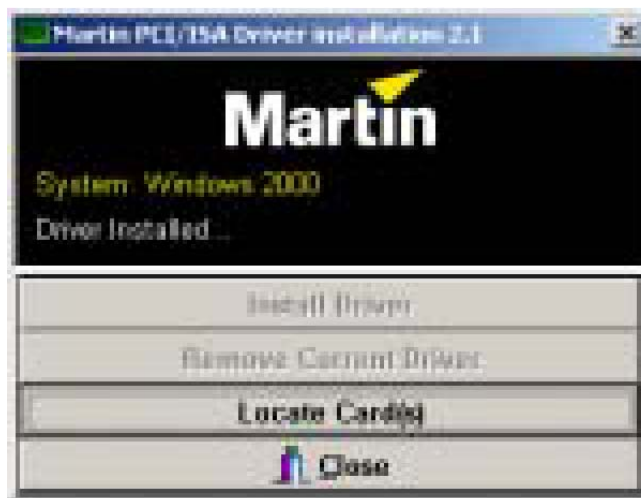 Martin PCI/ISA Driver installation 2.1
Martin
System: Windows 2000
Driver Installed...
Install Driver
Remove Current Driver
Locate Card(s)
Close